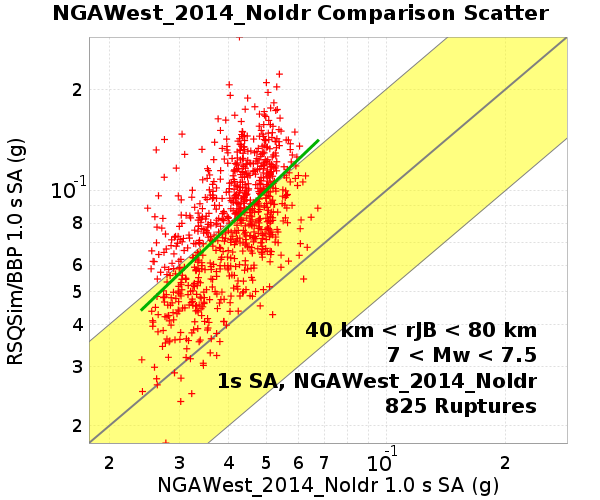 NGAWest_2014_NoIdr Comparison Scatter
RSQSim/BBP 1.0 s SA (g)
2
10-1
8
6
5
4
3
2
40 km < rJB < 80 km
7 < Mw < 7.5
1s SA, NGAWest_2014_NoIdr
825 Ruptures
2 3 4 5 6 7 10-1 2
NGAWest_2014_NoIdr 1.0 s SA (g)